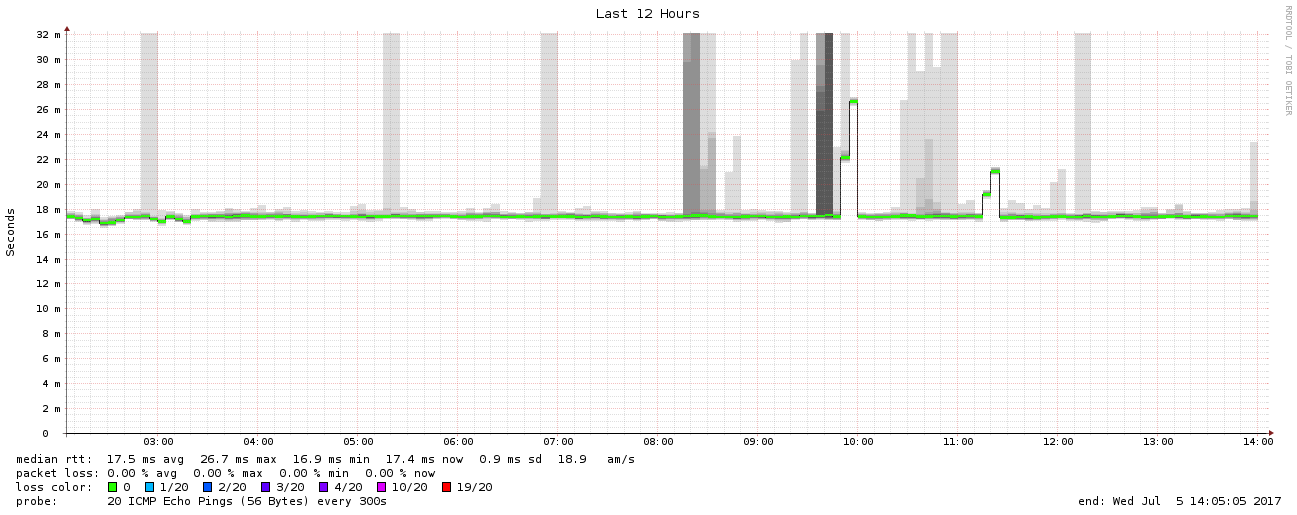 Last 12 Hours
RRDTOOL / TOBI OETIKER
32 m
30 m
28 m
26 m
24 m
22 m
20 m
18 m
16 m
14 m
12 m
10 m
8 m
6 m
4 m
2 m
0
Seconds
03:00 04:00 05:00 06:00 07:00 08:00 09:00 10:00 11:00 12:00 13:00 14:00
median rtt: 17.5 ms avg 26.7 ms max 16.9 ms min 17.4 ms now 0.9 ms sd 18.9 am/s
packet loss: 0.00 % avg 0.00 % max 0.00 % min 0.00 % now
loss color: 0 1/20 2/20 3/20 4/20 10/20 19/20
probe: 20 ICMP Echo Pings (56 Bytes) every 300s end: Wed Jul 5 14:05:05 2017